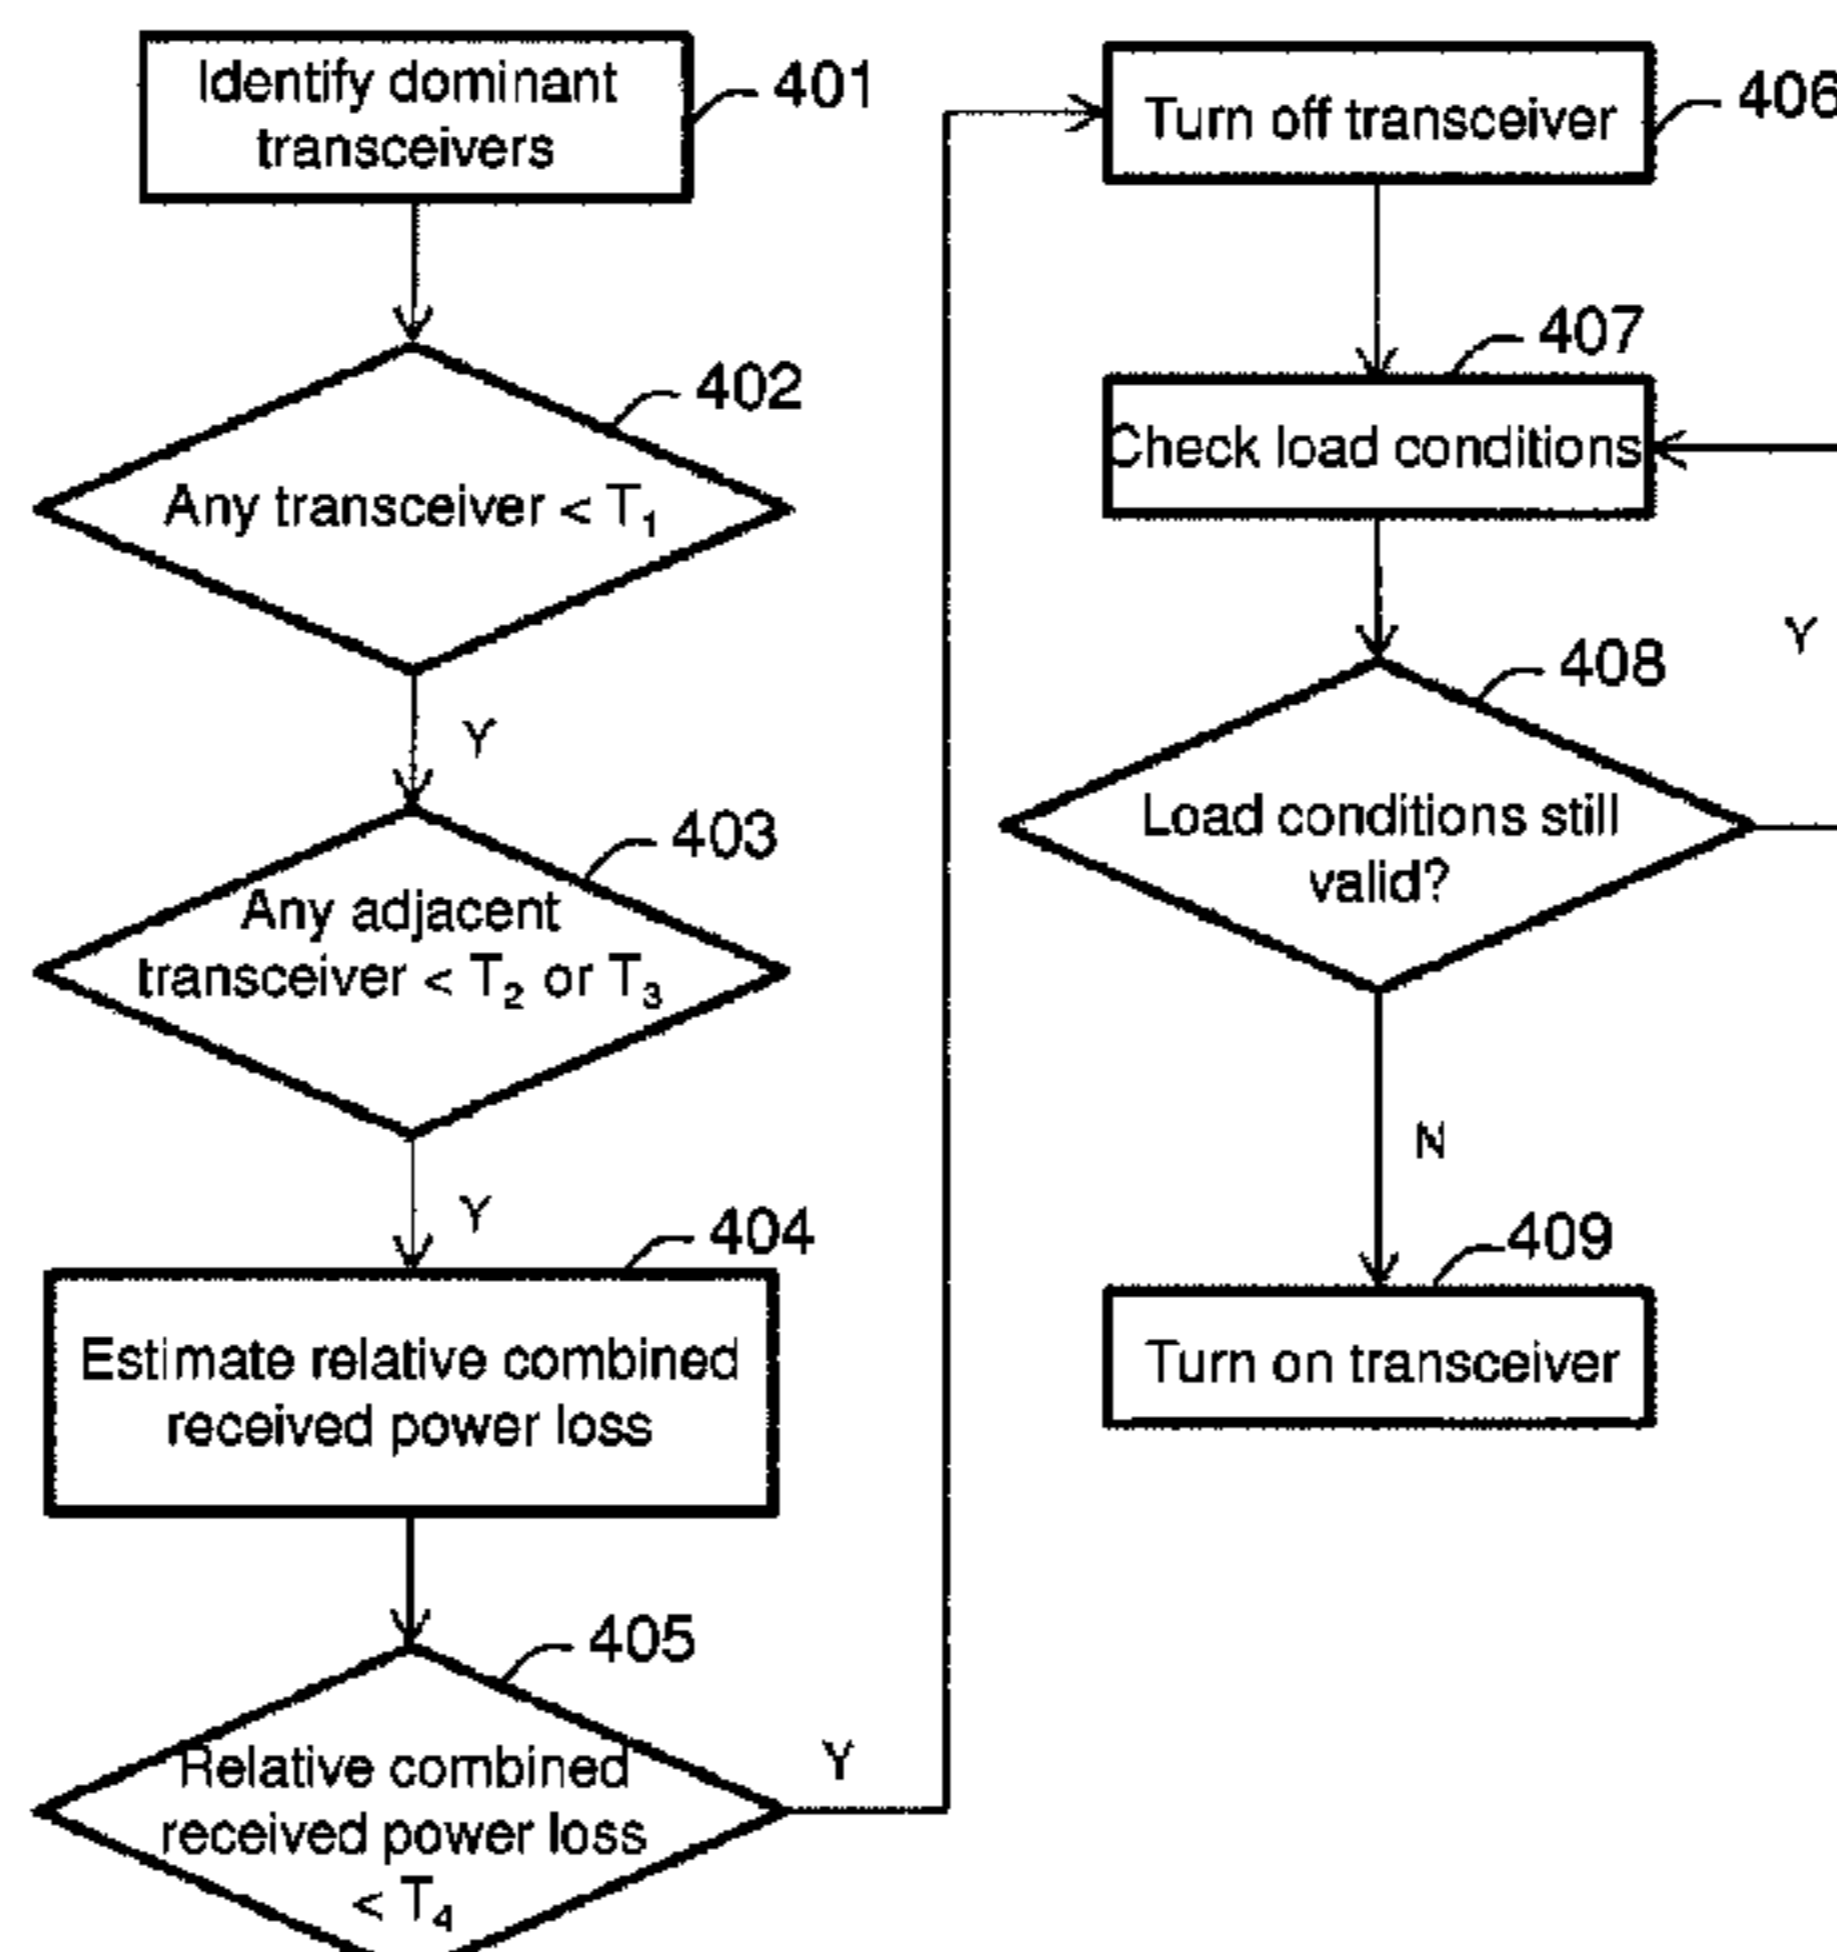 Identify dominant
transceivers
401
402
Any transceiver < T₁
Y
403
Any adjacent
transceiver < T₂ or T₃
Y
404
Estimate relative combined
received power loss
405
Relative combined
received power loss
< T₄
Y
Turn off transceiver
406
407
Check load conditions
Y
408
Load conditions still
valid?
N
409
Turn on transceiver